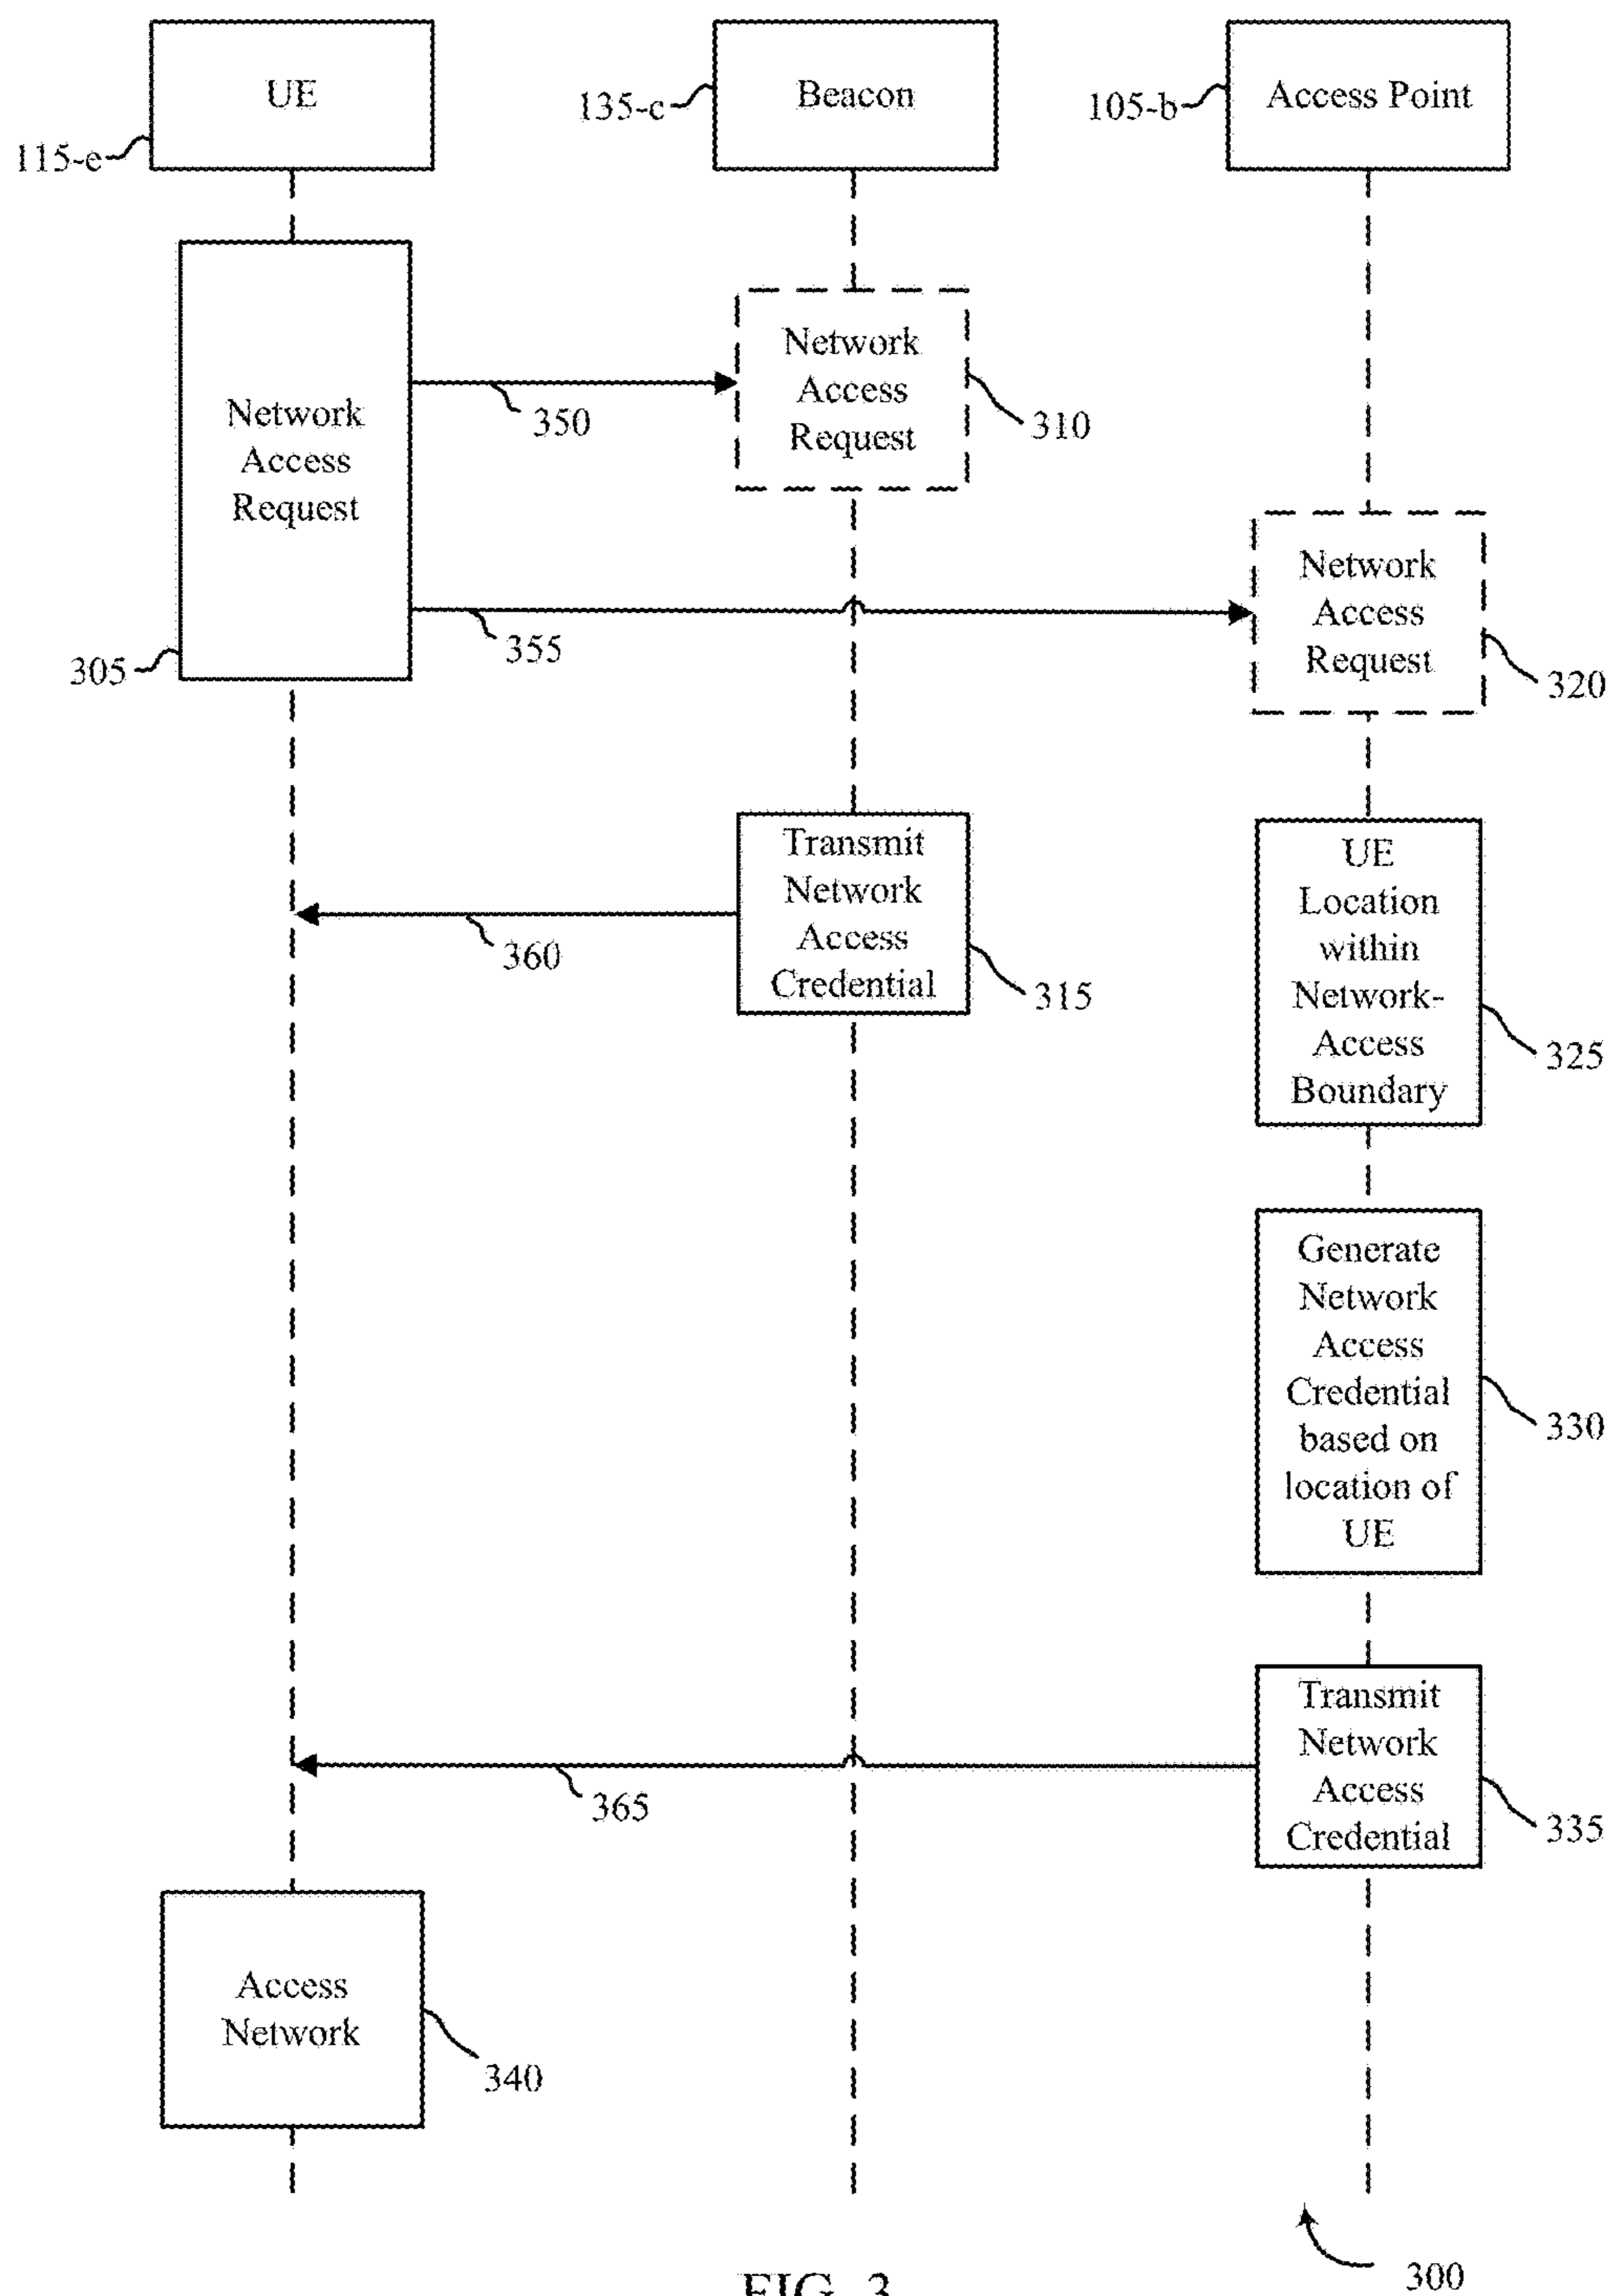 UE
Beacon
Access Point
115-e
135-c
105-b
Network
Access
Request
305
350
Network
Access
Request
310
355
Network
Access
Request
320
Transmit
Network
Access
Credential
315
360
UE
Location
within
Network-
Access
Boundary
325
Generate
Network
Access
Credential
based on
location of
UE
330
Transmit
Network
Access
Credential
335
365
Access
Network
340
300
FIG. 3